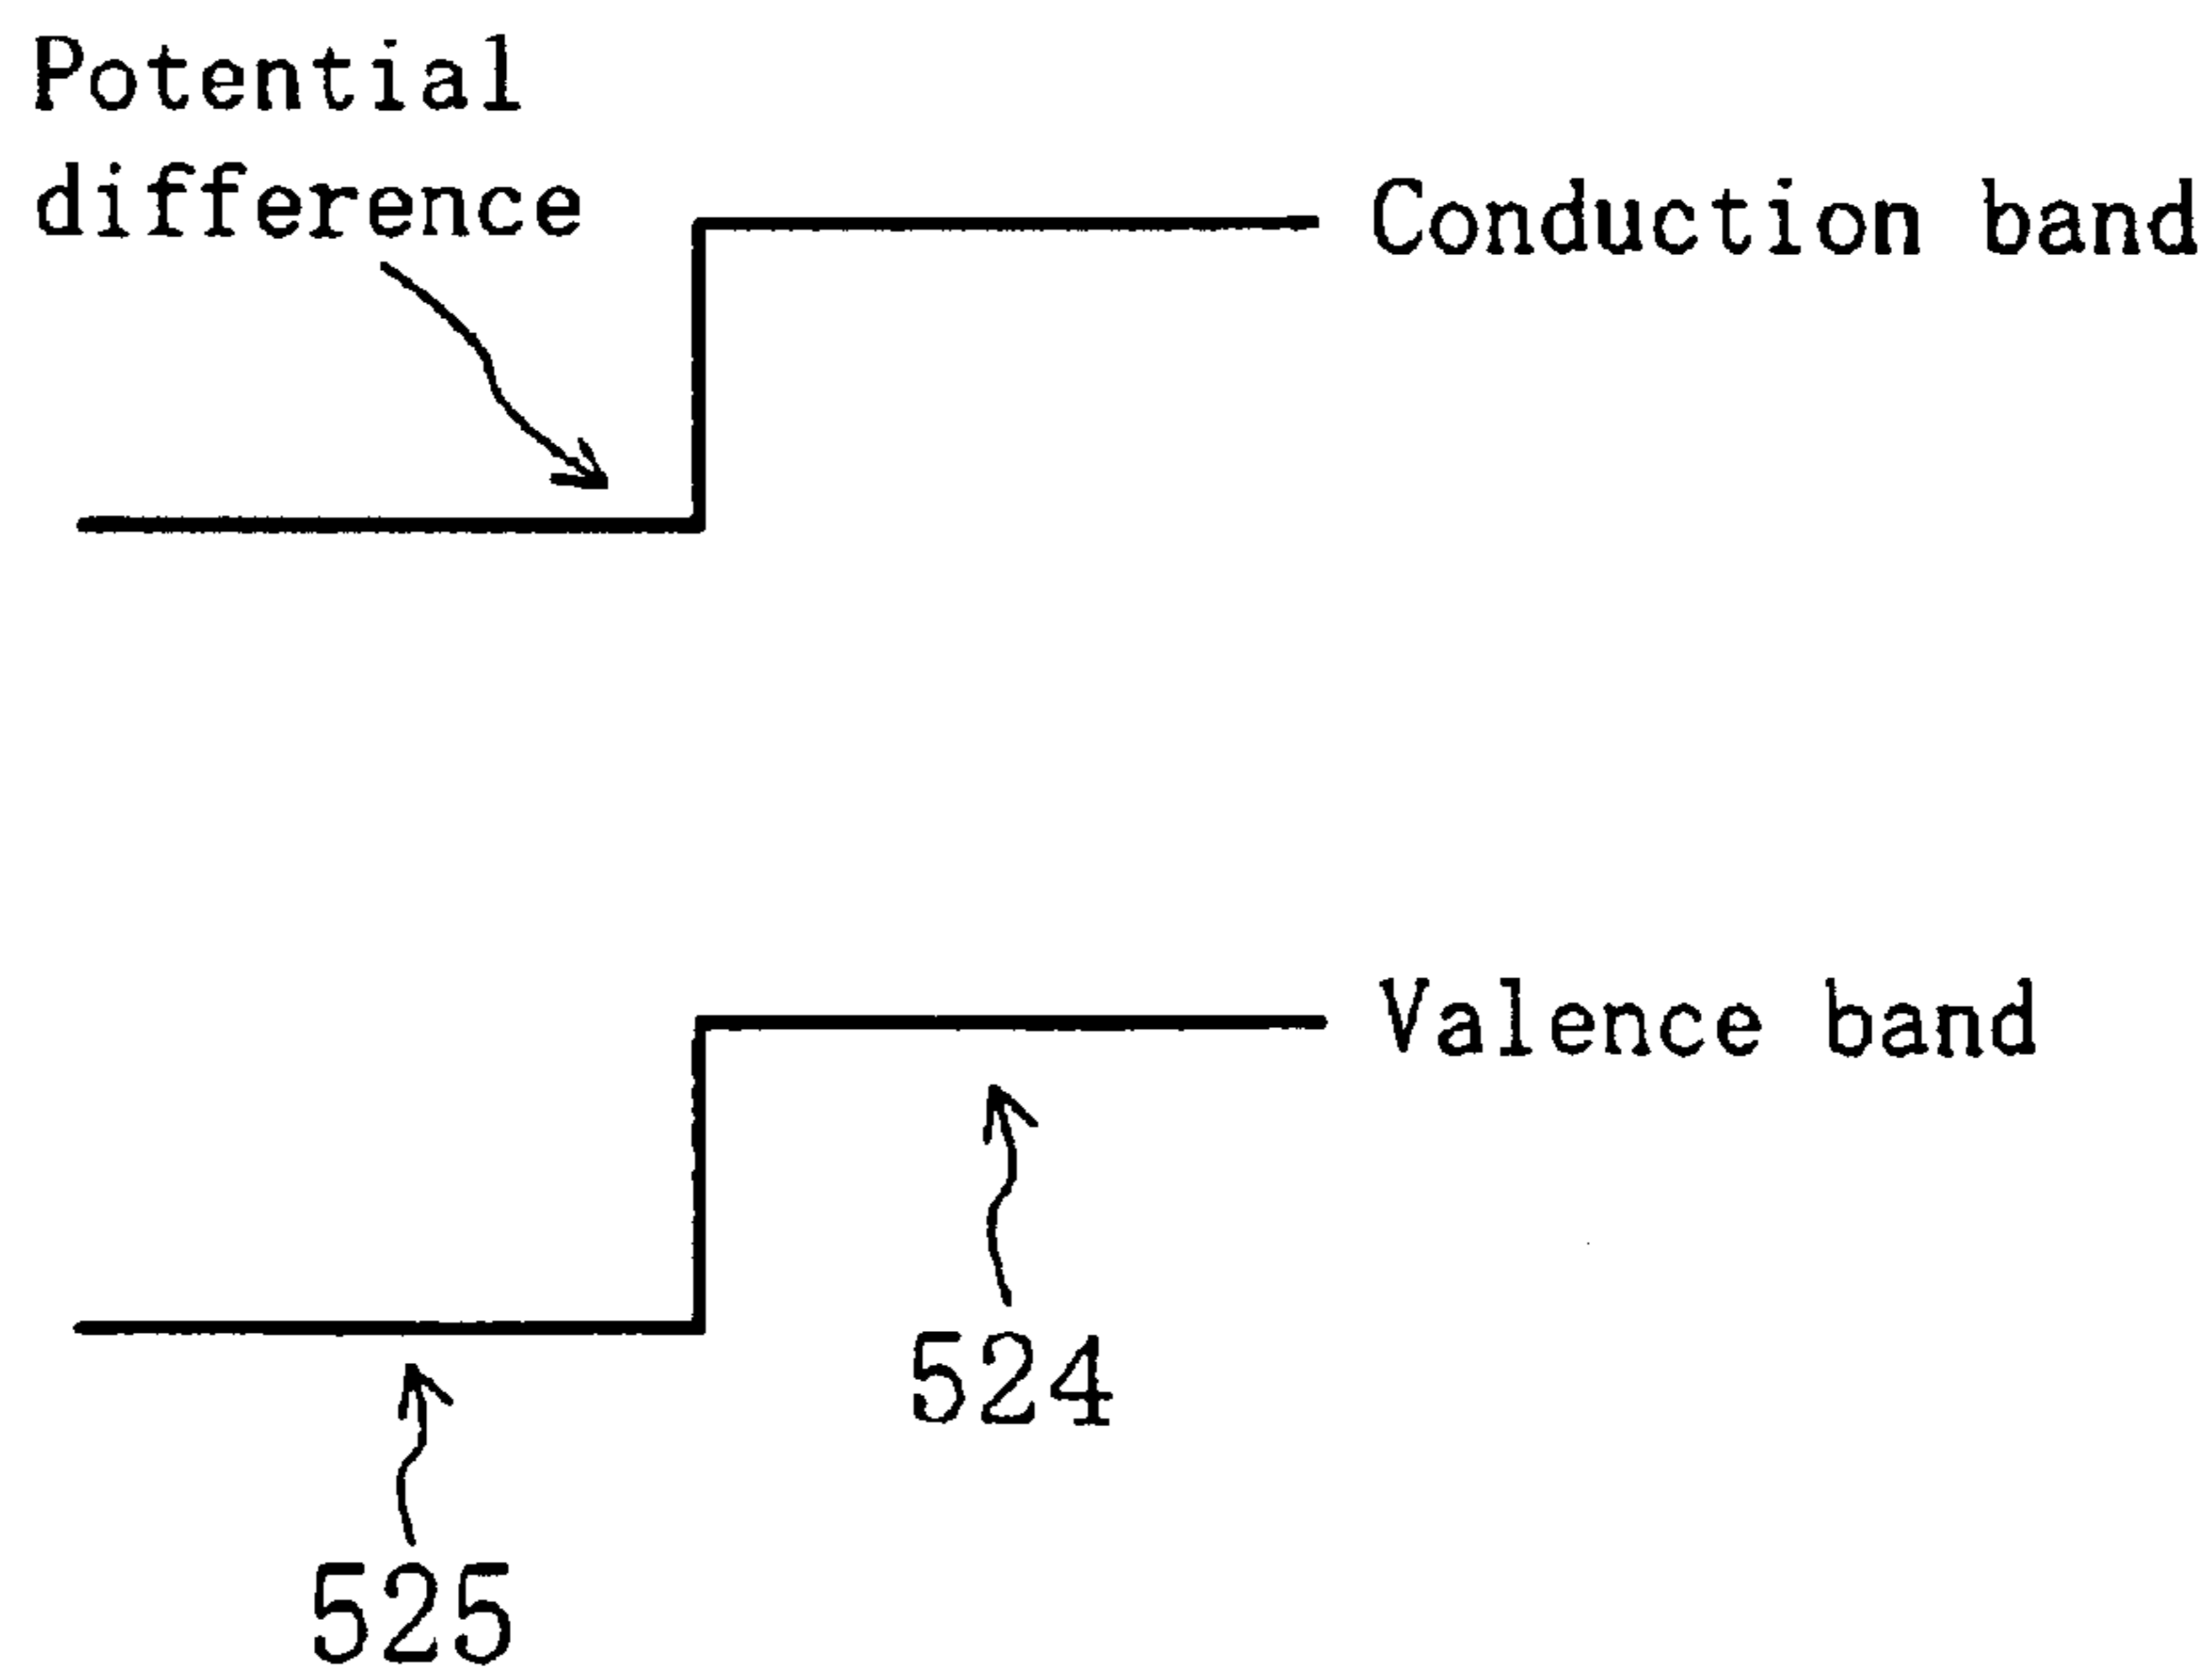 Potential
difference
Conduction band
Valence band
524
525